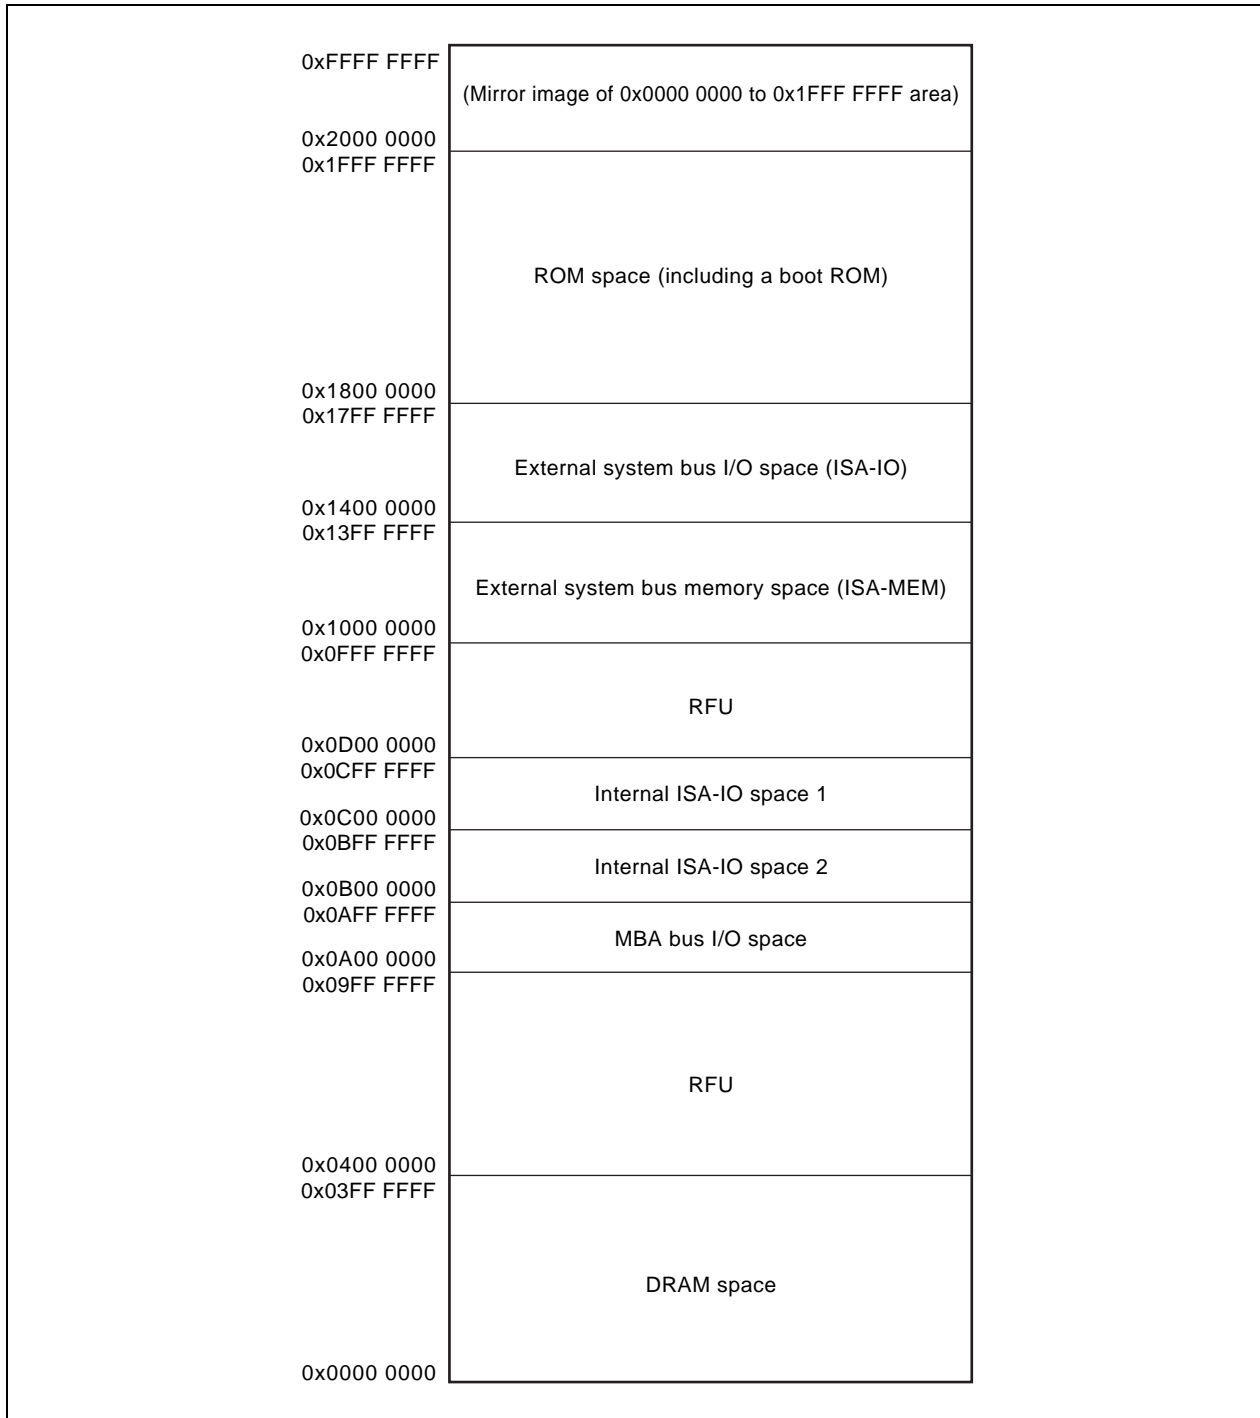 0xFFFF FFFF
(Mirror image of 0x0000 0000 to 0x1FFF FFFF area)
0x2000 0000
0x1FFF FFFF
ROM space (including a boot ROM)
0x1800 0000
0x17FF FFFF
External system bus I/O space (ISA-IO)
0x1400 0000
0x13FF FFFF
External system bus memory space (ISA-MEM)
0x1000 0000
0x0FFF FFFF
RFU
0x0D00 0000
0x0CFF FFFF
Internal ISA-IO space 1
0x0C00 0000
0x0BFF FFFF
Internal ISA-IO space 2
0x0B00 0000
0x0AFF FFFF
MBA bus I/O space
0x0A00 0000
0x09FF FFFF
RFU
0x0400 0000
0x03FF FFFF
DRAM space
0x0000 0000